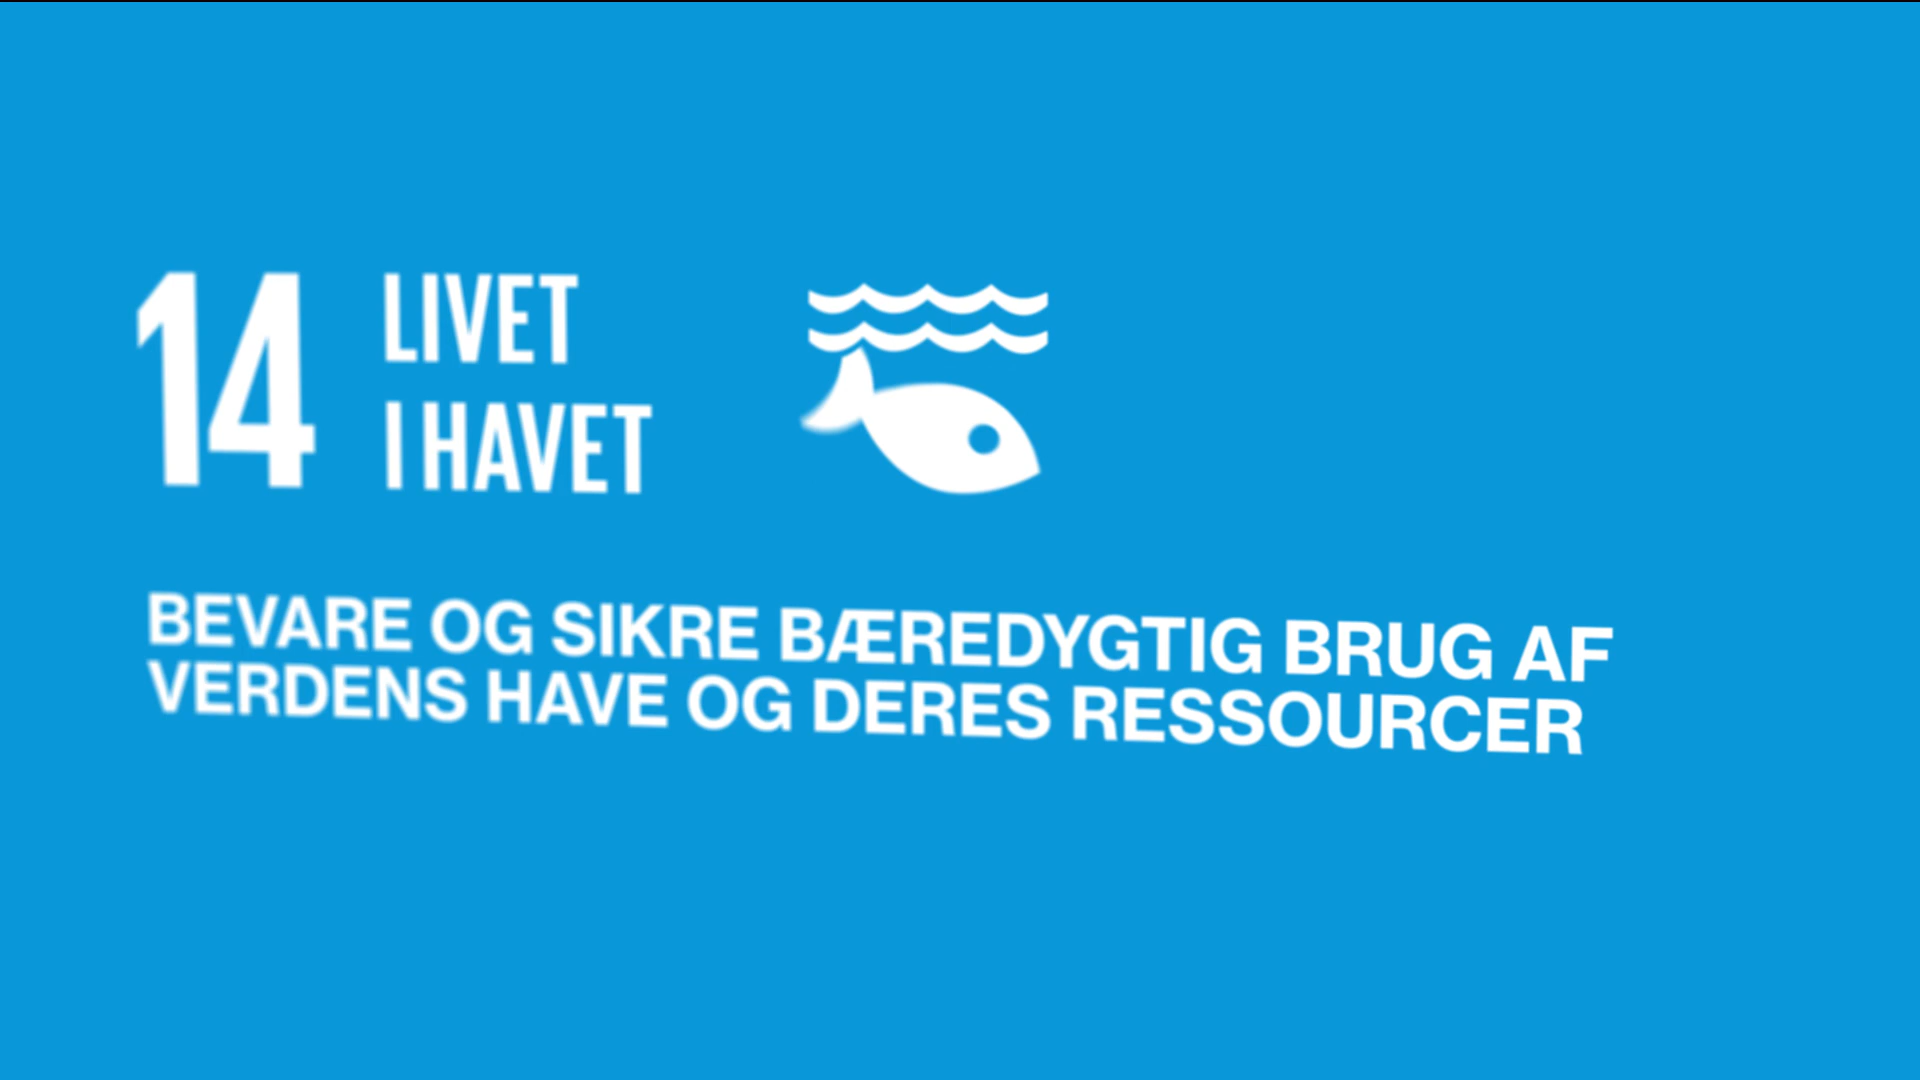 14
LIVET
I HAVET
BEVARE OG SIKRE BÆREDYGTIG BRUG AF
VERDENS HAVE OG DERES RESSOURCER